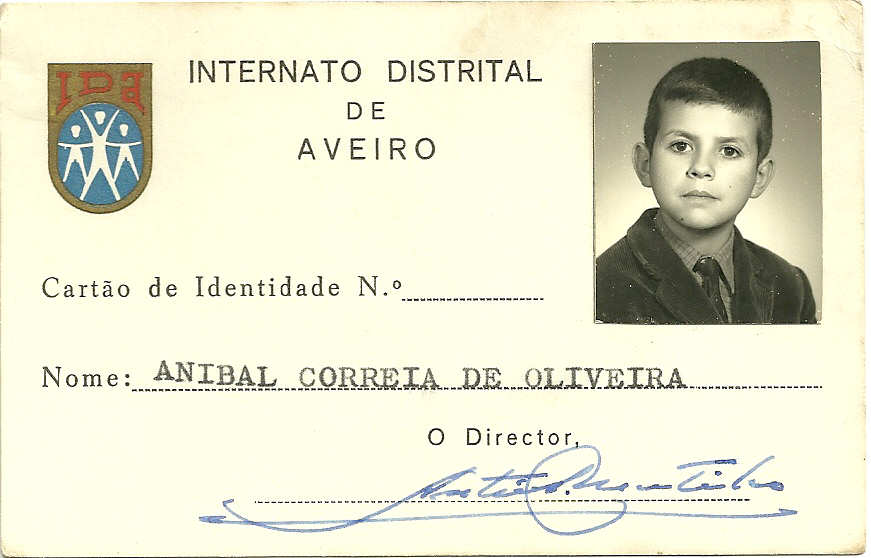 IDA
INTERNATO DISTRITAL
DE
AVEIRO
Cartão de Identidade N.º
Nome: ANIBAL CORREIA DE OLIVEIRA
O Director,